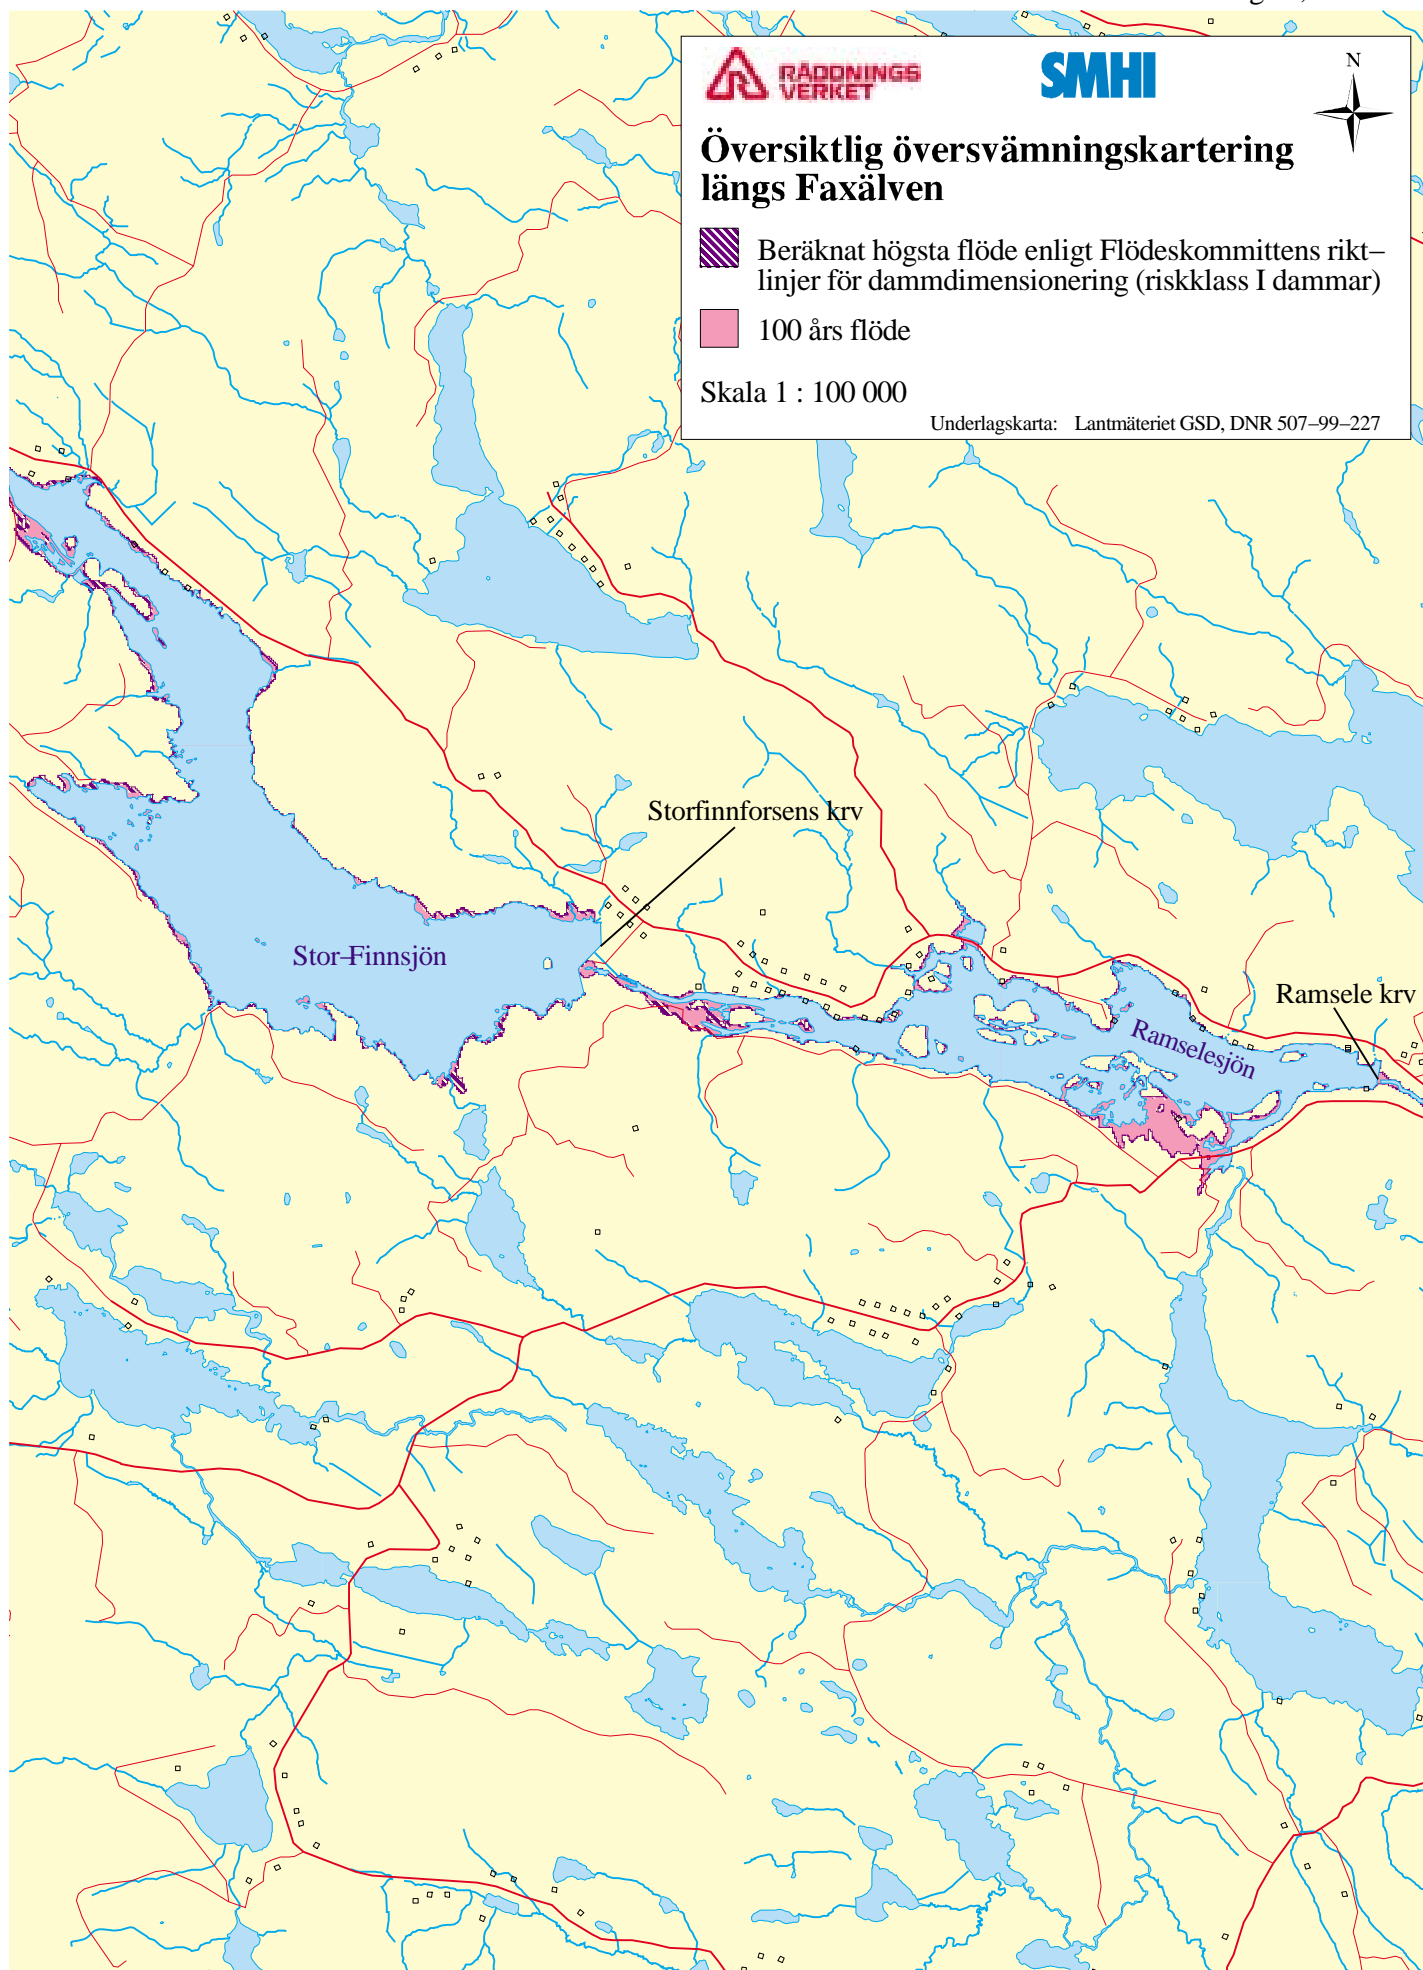 RÄDDNINGS
VERKET
SMHI
N
Översiktlig översvämningskartering
längs Faxälven
Beräknat högsta flöde enligt Flödeskommittens rikt–
linjer för dammdimensionering (riskklass I dammar)
100 års flöde
Skala 1 : 100 000
Underlagskarta: Lantmäteriet GSD, DNR 507–99–227
Storfinnforsens krv
Stor–Finnsjön
Ramsele krv
Ramselesjön